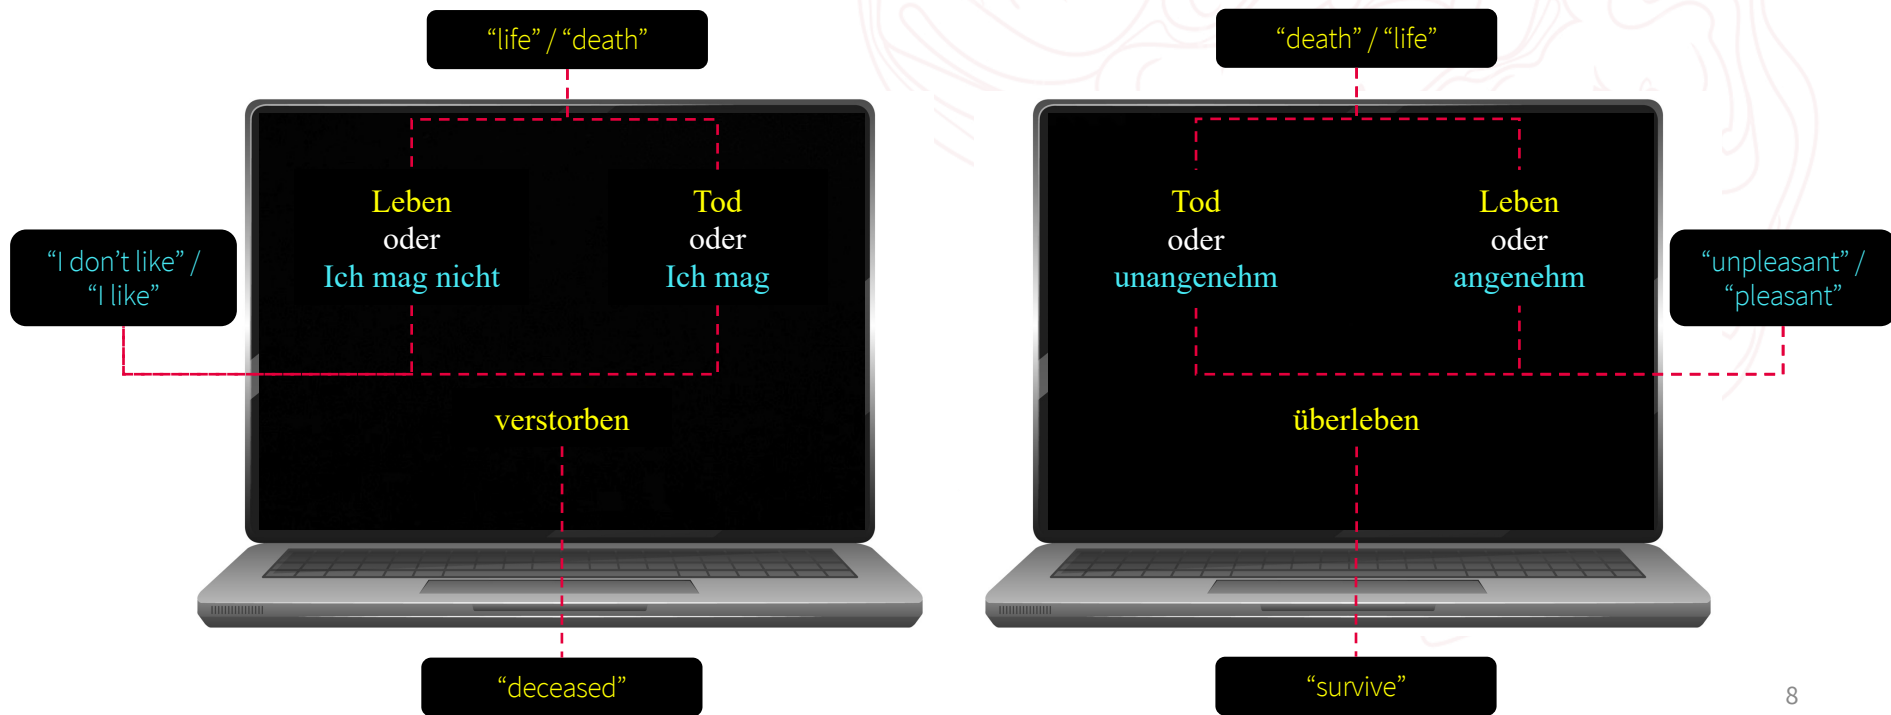 “life” / “death”
Leben
oder
Ich mag nicht
Tod
oder
Ich mag
“I don’t like” /
“I like”
verstorben
“deceased”
“death” / “life”
Tod
oder
unangenehm
Leben
oder
angenehm
“unpleasant” /
“pleasant”
überleben
“survive”
8